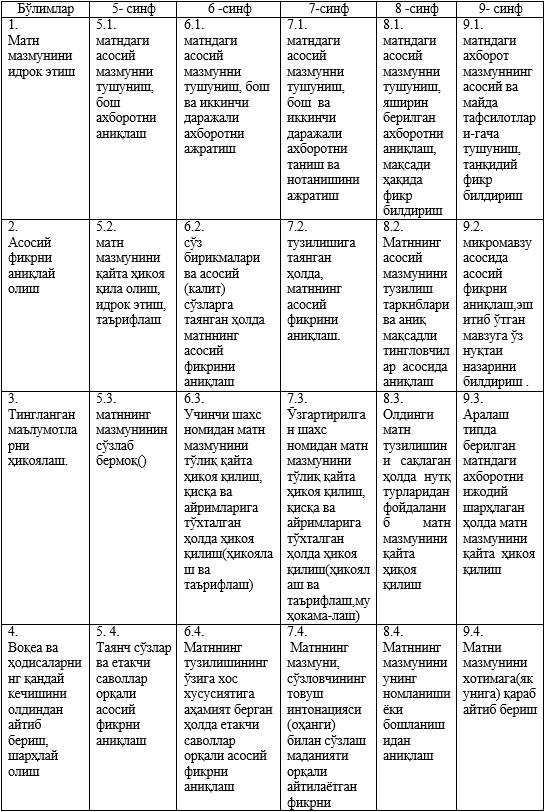 Бўлимлар
5- синф
6 -синф
7-синф
8 -синф
9- синф
1.
Матн
мазмунини
идрок этиш
5.1.
матндаги
асосий
мазмунни
тушуниш,
бош
ахборотни
аниқлаш
6.1.
матндаги
асосий
мазмунни
тушуниш, бош
ва иккинчи
даражали
ахборотни
ажратиш
7.1.
матндаги
асосий
мазмунни
тушуниш,
бош  ва
иккинчи
даражали
ахборотни
таниш ва
нотанишини
ажратиш
8.1.
матндаги
асосий
мазмунни
тушуниш,
яширин
берилган
ахборотни
аниқлаш,
мақсади
ҳақида
фикр
билдириш
9.1.
матндаги
ахборот
мазмуннинг
асосий ва
майда
тафсилотлар
и-гача
тушуниш,
танқидий
фикр
билдириш
2.
Асосий
фикрни
аниқлай
олиш
5.2.
матн
мазмунини
қайта ҳикоя
қила олиш,
идрок этиш,
таърифлаш
6.2.
сўз
бирикмалари
ва асосий
(калит)
сўзларга
таянган ҳолда
матннинг
асосий
фикрини
аниқлаш
7.2.
тузилишига
таянган
ҳолда,
матннинг
асосий
фикрини
аниқлаш.
8.2.
Матннинг
асосий
мазмунини
тузилиш
таркиблари
ва аниқ
мақсадли
тингловчил
ар  асосида
аниқлаш
9.2.
микромавзу
асосида
асосий
фикрни
аниқлаш,эш
итиб ўтган
мавзуга ўз
нуқтаи
назарини
билдириш .
3.
Тингланган
маълумотла
рни
ҳикоялаш.
5.3.
матннинг
мазмунинин
сўзлаб
бермоқ()
6.3.
Учинчи шахс
номидан матн
мазмунини
тўлиқ қайта
ҳикоя қилиш,
қисқа ва
айримларига
тўхталган
ҳолда ҳикоя
қилиш(ҳикояла
ш ва
таърифлаш)
7.3.
Ўзгартирилга
н шахс
номидан матн
мазмунини
тўлиқ қайта
ҳикоя қилиш,
қисқа ва
айримларига
тўхталган
ҳолда ҳикоя
қилиш(ҳикоял
аш ва
таърифлаш,му
ҳокама-лаш)
8.3.
Олдинги
матн
тузилишин
и  сақлаган
ҳолда нутқ
турларидан
фойдалани
б матн
мазмунини
қайта
ҳиқоя
қилиш
9.3.
Аралаш
типда
берилган
матндаги
ахборотни
ижодий
шарҳлаган
ҳолда матн
мазмунини
қайта  ҳикоя
қилиш
4.
Воқеа ва
ҳодисаларни
нг қандай
кечишини
олдиндан
айтиб
бериш,
шарҳлай
олиш
5. 4.
Таянч сўзлар
ва етакчи
саволлар
орқали
асосий
фикрни
аниқлаш
6.4.
Матннинг
тузилишининг
ўзига хос
хусусиятига
аҳамият берган
ҳолда етакчи
саволлар
орқали асосий
фикрни
аниқлаш
7.4.
Матннинг
мазмуни,
сўзловчининг
товуш
интонацияси
(оҳанги)
билан сўзлаш
маданияти
орқали
айтилаётган
фикрни
8.4.
Матннинг
мазмунини
унинг
номланиши
ёки
бошланиш
идан
аниқлаш
9.4.
Матни
мазмунини
хотимага(як
унига) қараб
айтиб бериш